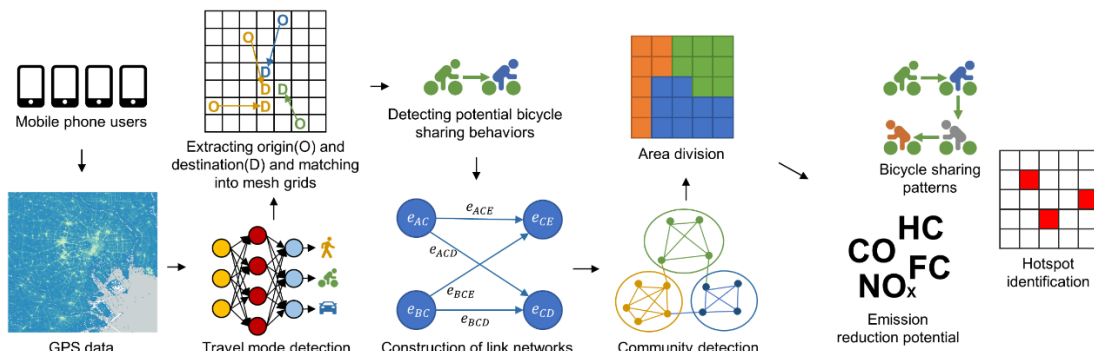 Mobile phone users
GPS data
Travel mode detection
O
O
D
D
D
O
O
Extracting origin(O) and
destination(D) and matching
into mesh grids
Detecting potential bicycle
sharing behaviors
e_AC
e_ACE
e_CE
e_ACD
e_BCE
e_BC
e_BCD
e_CD
Construction of link networks
Community detection
Area division
Bicycle sharing
patterns
HC
CO
FC
NOx
Emission
reduction potential
Hotspot
identification